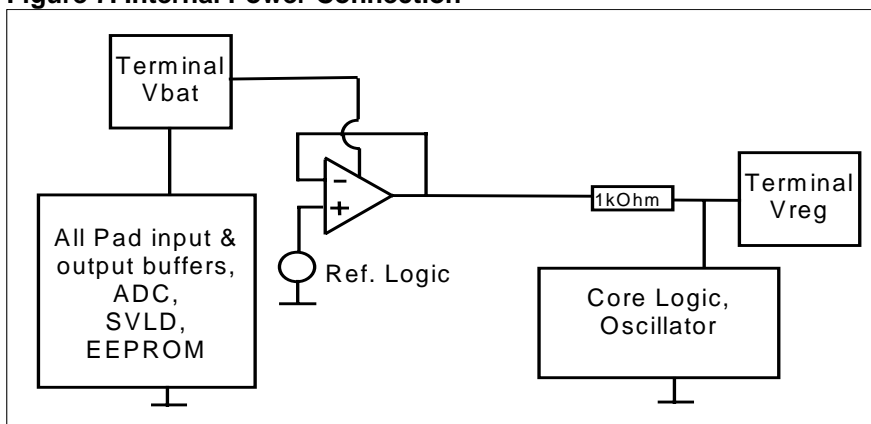 Figure 7. Internal Power Connection
Terminal
Vbat
All Pad input &
output buffers,
ADC,
SVLD,
EEPROM
-
+
Ref. Logic
1kOhm
Terminal
Vreg
Core Logic,
Oscillator